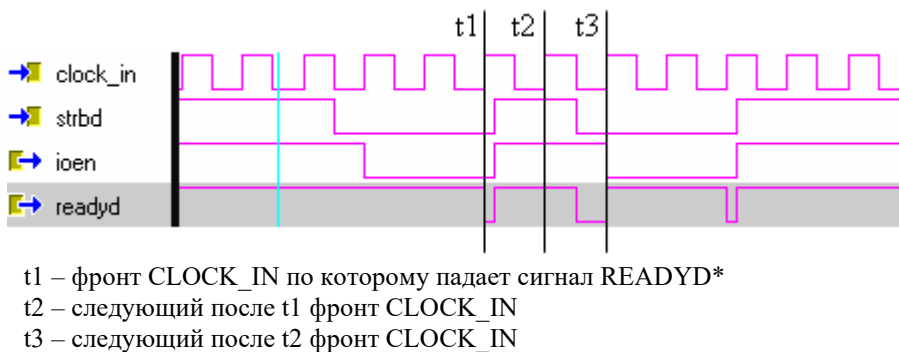 t1 t2 t3
clock_in
strbd
ioen
readyd
t1 – фронт CLOCK_IN по которому падает сигнал READYD*
t2 – следующий после t1 фронт CLOCK_IN
t3 – следующий после t2 фронт CLOCK_IN